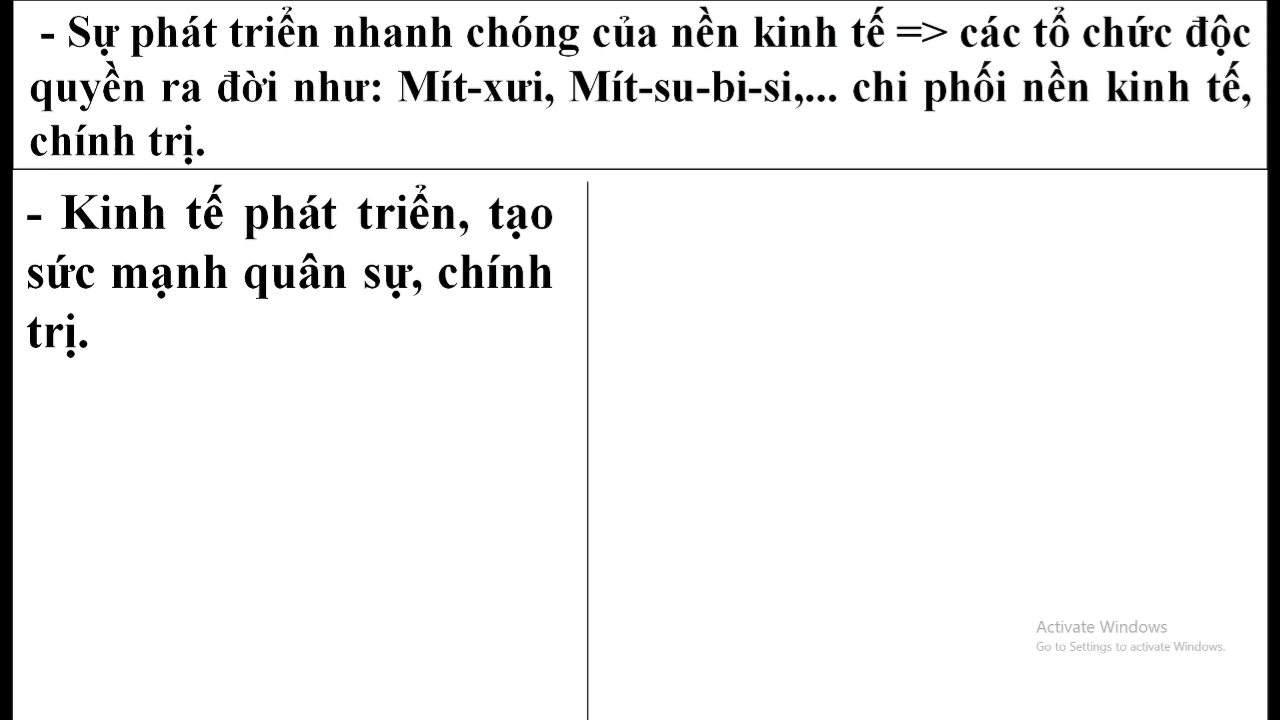 - Sự phát triển nhanh chóng của nền kinh tế => các tổ chức độc
quyền ra đời như: Mít-xưi, Mít-su-bi-si,... chi phối nền kinh tế,
chính trị.
- Kinh tế phát triển, tạo
sức mạnh quân sự, chính
trị.
Activate Windows
Go to Settings to activate Windows.